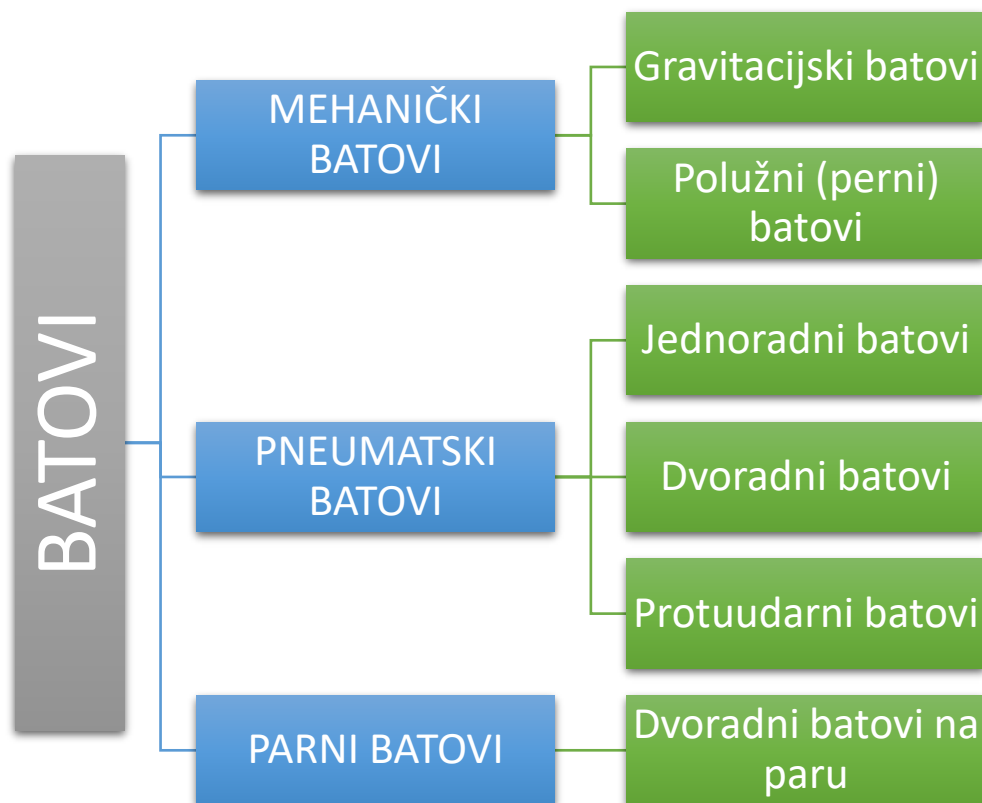 BATOVI
MEHANIČKI
BATOVI
Gravitacijski batovi
Polužni (perni)
batovi
PNEUMATSKI
BATOVI
Jednoradni batovi
Dvoradni batovi
Protuudarni batovi
PARNI BATOVI
Dvoradni batovi na
paru